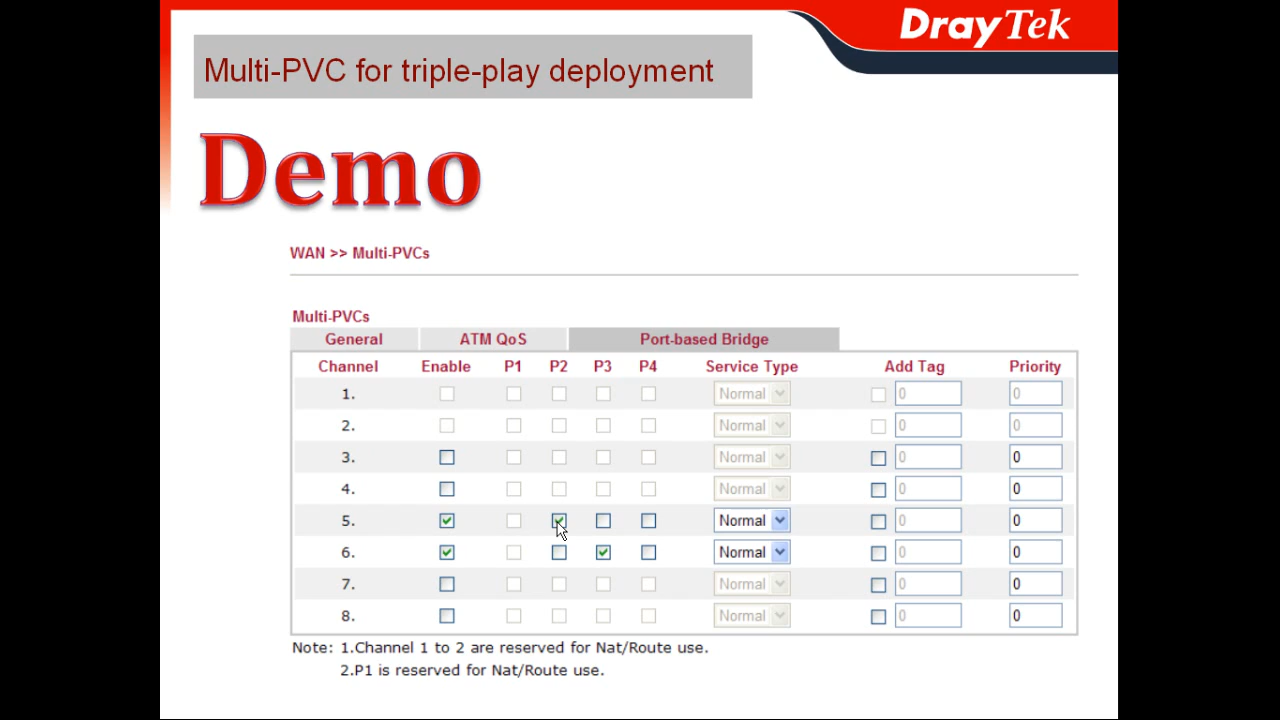 DrayTek
Multi-PVC for triple-play deployment
Demo
WAN >> Multi-PVCs
Multi-PVCs
General ATM QoS Port-based Bridge
Channel Enable P1 P2 P3 P4 Service Type Add Tag Priority
1. Normal 0 0
2. Normal 0 0
3. Normal 0 0
4. Normal 0 0
5. Normal 0 0
6. Normal 0 0
7. Normal 0 0
8. Normal 0 0
Note: 1.Channel 1 to 2 are reserved for Nat/Route use.
2.P1 is reserved for Nat/Route use.